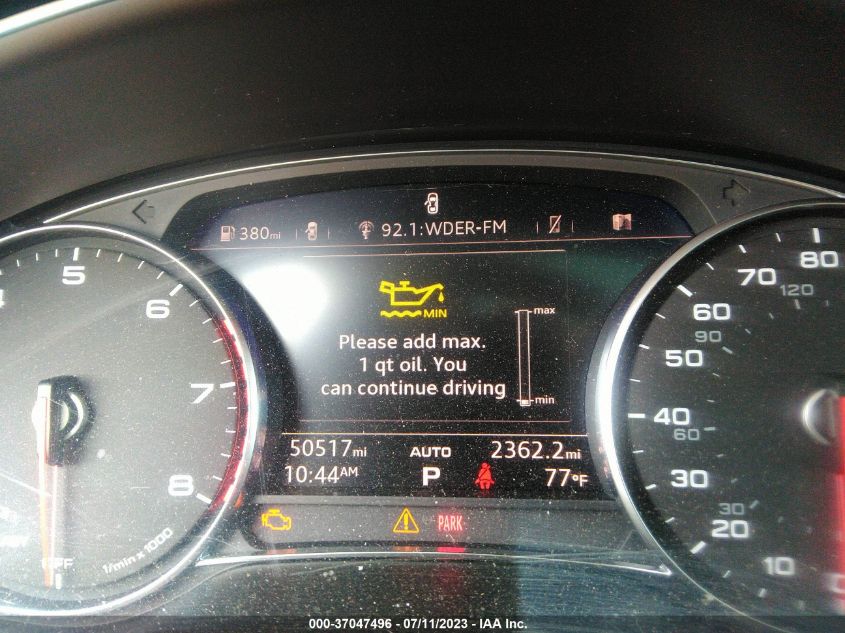 380mi
92.1:WDER-FM
MIN
max
Please add max.
1 qt oil. You
can continue driving
min
50517mi
AUTO
2362.2mi
10:44AM
P
77°F
PARK
4
5
6
7
8
OFF
1/min x 1000
80
70
120
60
90
50
40
60
30
30
20
10
000-37047496 - 07/11/2023 - IAA Inc.